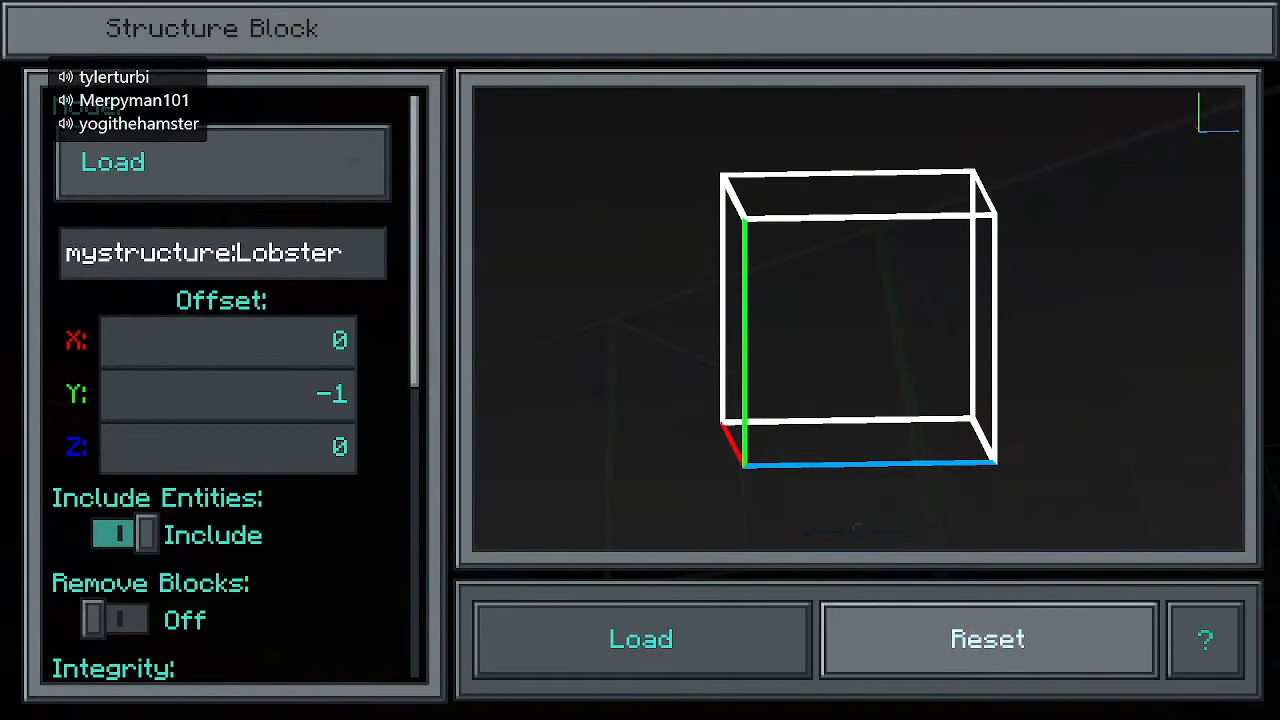 Structure Block
tylerturbi
Merpyman101
yogithehamster
Load
mystructure:Lobster
Offset:
X: 0
Y: -1
Z: 0
Include Entities:
Include
Remove Blocks:
Off
Integrity:
Load
Reset
?